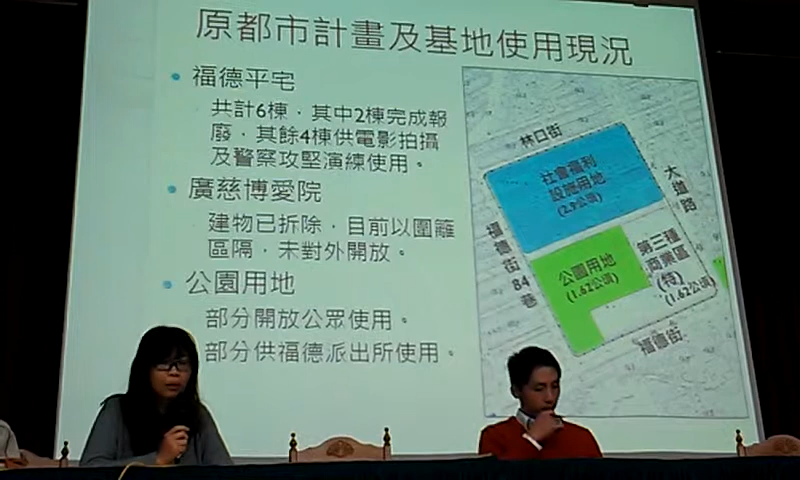 原都市計畫及基地使用現況
• 福德平宅
共計6棟，其中2棟完成報
廢，其餘4棟供電影拍攝
及警察攻堅演練使用。
• 廣慈博愛院
建物已拆除，目前以圍籬
區隔，未對外開放。
• 公園用地
部分開放公眾使用。
部分供福德派出所使用。
林口街
社會福利
設施用地
(2.9公頃)
大道路
福德街84巷
公園用地
(1.62公頃)
第三種
商業區
(特)
(1.62公頃)
福德街